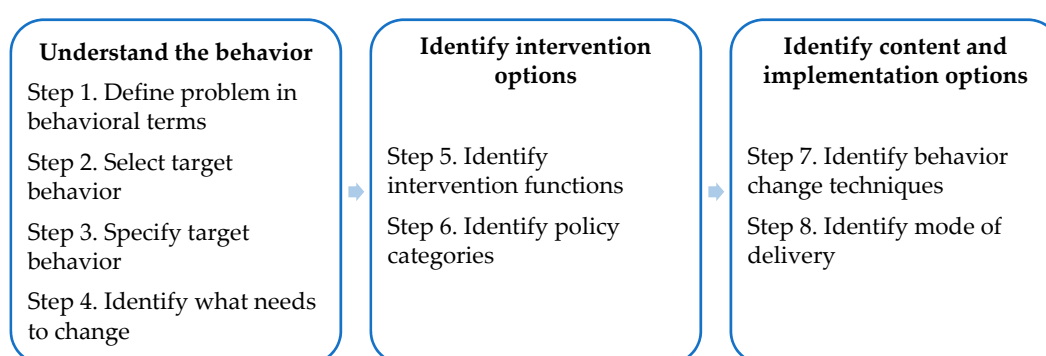 Understand the behavior
Step 1. Define problem in
behavioral terms
Step 2. Select target
behavior
Step 3. Specify target
behavior
Step 4. Identify what needs
to change
Identify intervention
options
Step 5. Identify
intervention functions
Step 6. Identify policy
categories
Identify content and
implementation options
Step 7. Identify behavior
change techniques
Step 8. Identify mode of
delivery